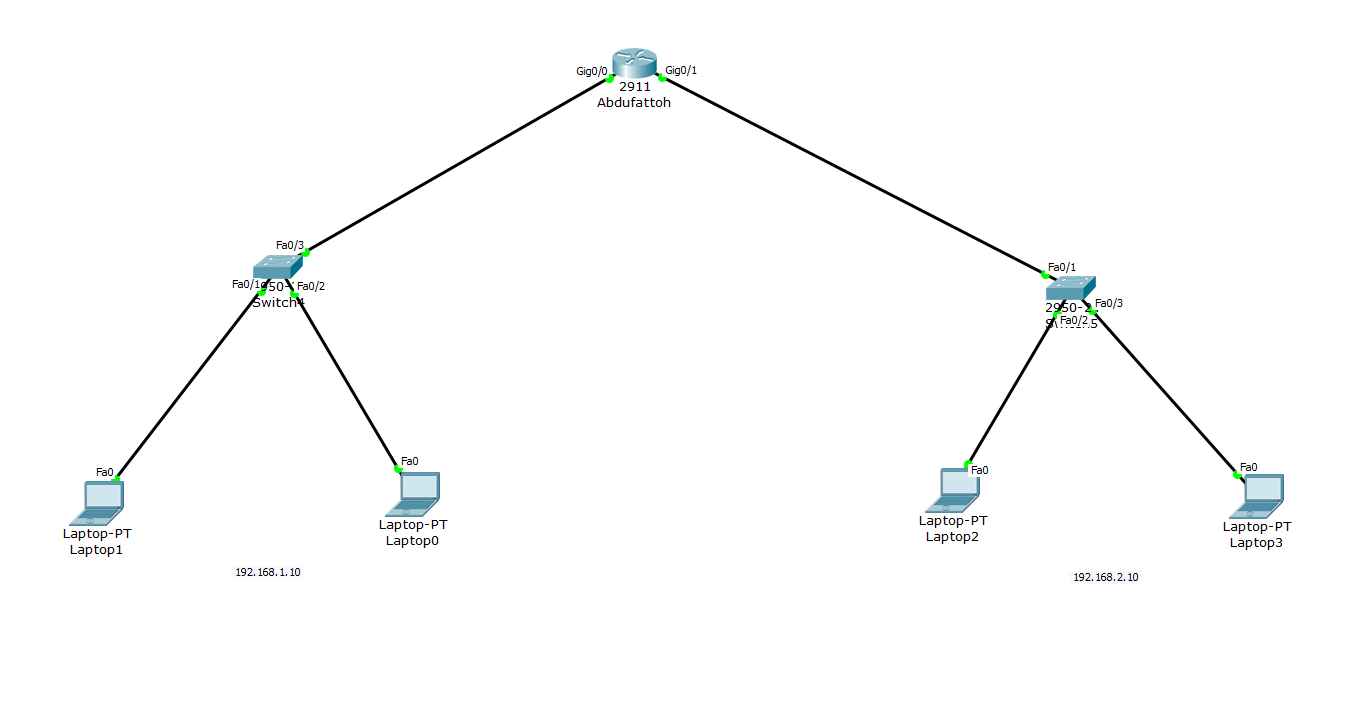 Gig0/0
Gig0/1
2911
Abdufattoh
Fa0/3
Fa0/1
Fa0/2
Switch4
Fa0/1
Fa0/3
Fa0/2
Fa0
Laptop-PT
Laptop1
Fa0
Laptop-PT
Laptop0
Fa0
Laptop-PT
Laptop2
Fa0
Laptop-PT
Laptop3
192.168.1.10
192.168.2.10